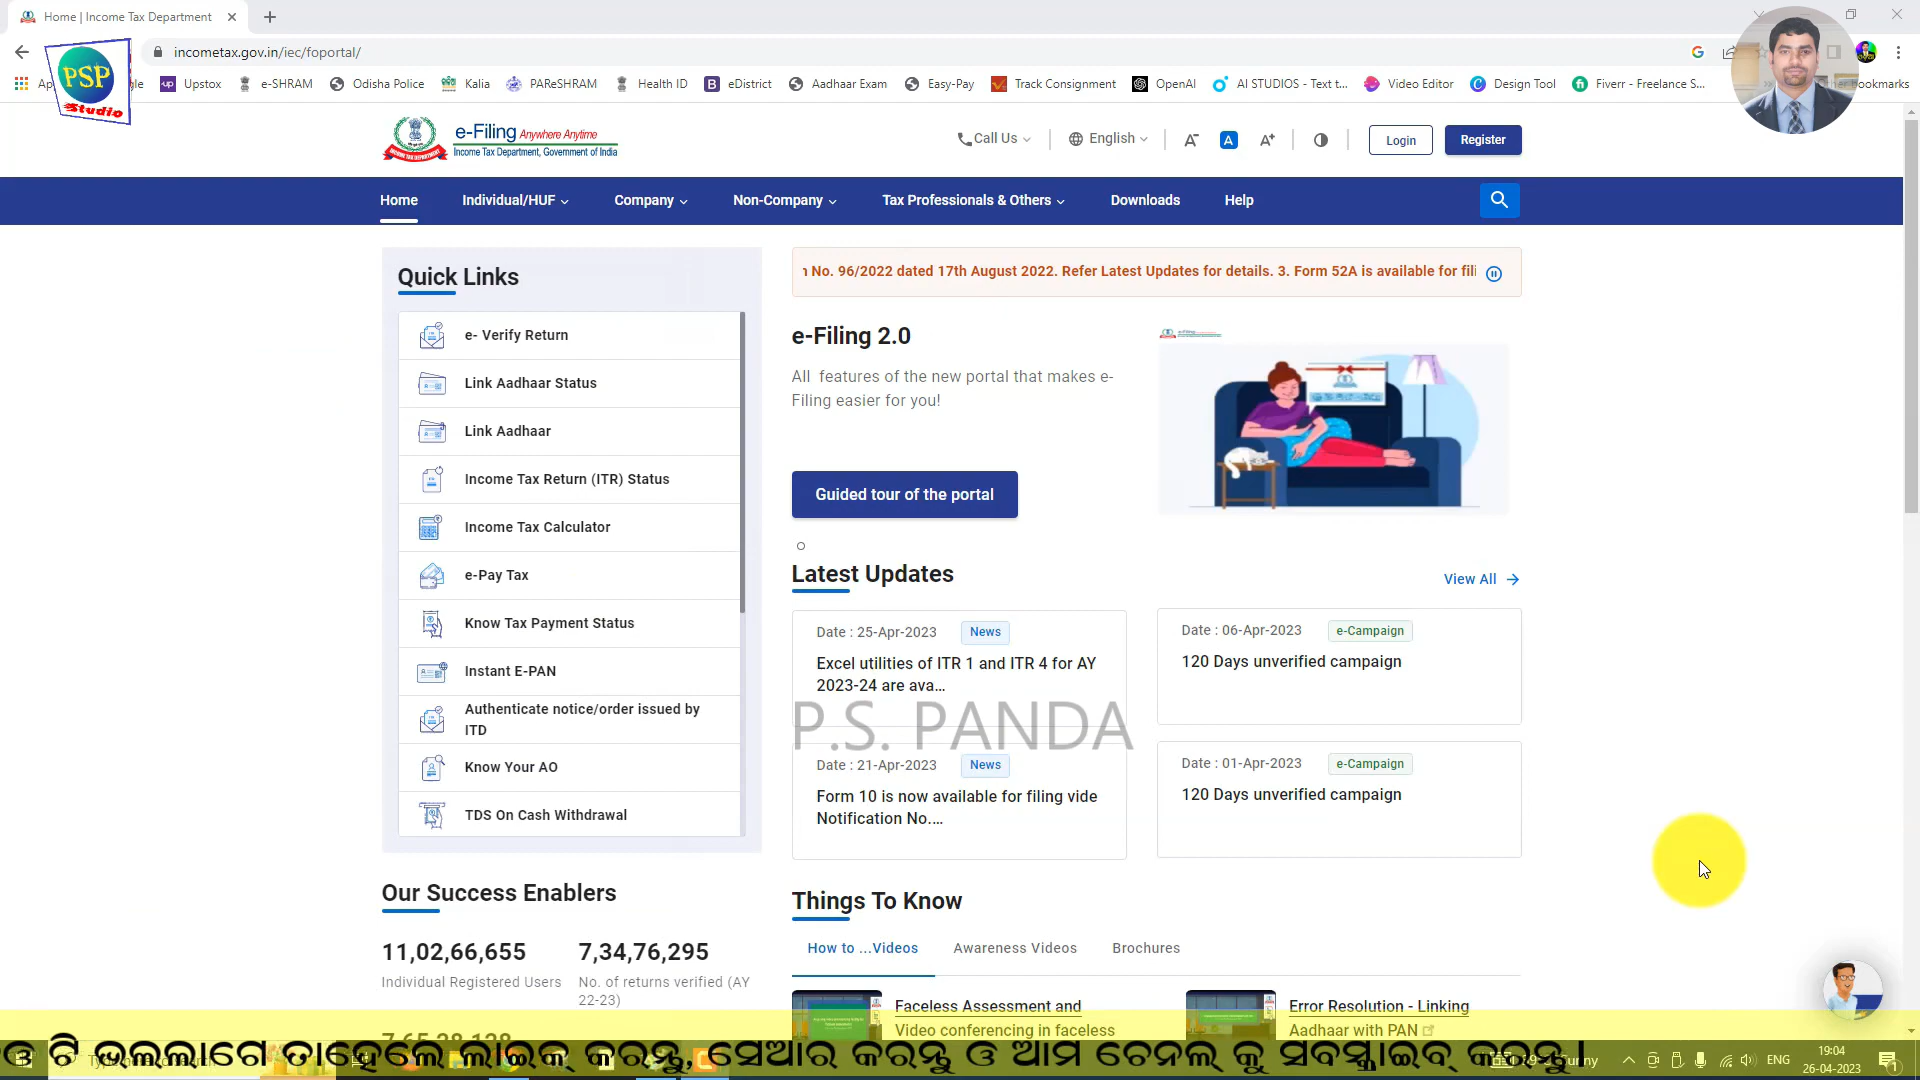 Home | Income Tax Department
incometax.gov.in/iec/foportal/
Upstox
e-SHRAM
Odisha Police
Kalia
PAReSHRAM
Health ID
eDistrict
Aadhaar Exam
Easy-Pay
Track Consignment
OpenAI
AI STUDIOS - Text t...
Video Editor
Design Tool
Fiverr - Freelance S...
bookmarks
PSP
Studio
e-Filing Anywhere Anytime
Income Tax Department, Government of India
Call Us
English
A-
A
A+
Login
Register
Home
Individual/HUF
Company
Non-Company
Tax Professionals & Others
Downloads
Help
Quick Links
e- Verify Return
Link Aadhaar Status
Link Aadhaar
Income Tax Return (ITR) Status
Income Tax Calculator
e-Pay Tax
Know Tax Payment Status
Instant E-PAN
Authenticate notice/order issued by
ITD
Know Your AO
TDS On Cash Withdrawal
No. 96/2022 dated 17th August 2022. Refer Latest Updates for details. 3. Form 52A is available for fili
e-Filing 2.0
All features of the new portal that makes e-
Filing easier for you!
Guided tour of the portal
Latest Updates
View All
Date : 25-Apr-2023 News
Excel utilities of ITR 1 and ITR 4 for AY
2023-24 are ava...
Date : 06-Apr-2023 e-Campaign
120 Days unverified campaign
P.S. PANDA
Date : 21-Apr-2023 News
Form 10 is now available for filing vide
Notification No....
Date : 01-Apr-2023 e-Campaign
120 Days unverified campaign
Our Success Enablers
11,02,66,655
Individual Registered Users
7,34,76,295
No. of returns verified (AY
22-23)
Things To Know
How to ...Videos
Awareness Videos
Brochures
Faceless Assessment and
Video conferencing in faceless
Error Resolution - Linking
Aadhaar with PAN
ଟି ଭଲଲାଗେ ତାହେଲେ ଲାଇକ୍ କରନ୍ତୁ, ସେଆର କରନ୍ତୁ ଓ ଆମ ଚେନଲ୍ କୁ ସବସ୍କ୍ରାଇବ୍ କରନ୍ତୁ।
Sunny
ENG
19:04
26-04-2023